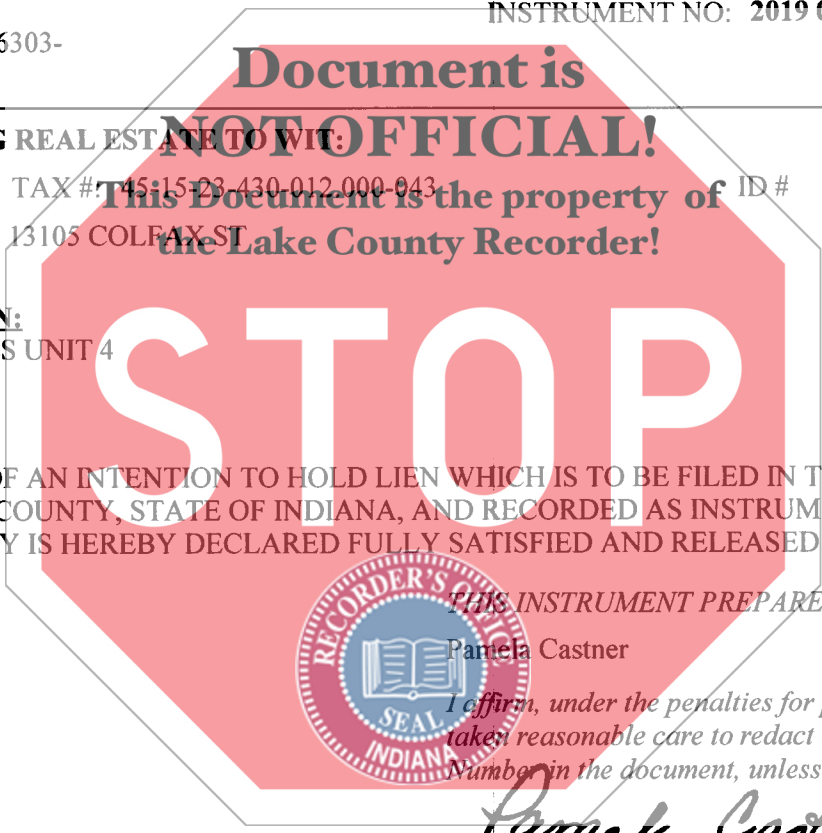 INSTRUMENT NO: 2019 0
6303-
Document is
NOT OFFICIAL!
G REAL ESTATE TO WIT:
This Document is the property of
TAX #: 45-15-23-430-012.000-043 ID #
the Lake County Recorder!
13105 COLFAX ST
N:
S UNIT 4
STOP
OF AN INTENTION TO HOLD LIEN WHICH IS TO BE FILED IN T
COUNTY, STATE OF INDIANA, AND RECORDED AS INSTRUM
Y IS HEREBY DECLARED FULLY SATISFIED AND RELEASED
RECORDER'S OFFICE
SEAL
INDIANA
THIS INSTRUMENT PREPARE
Pamela Castner
I affirm, under the penalties for p
taken reasonable care to redact
Number in the document, unless